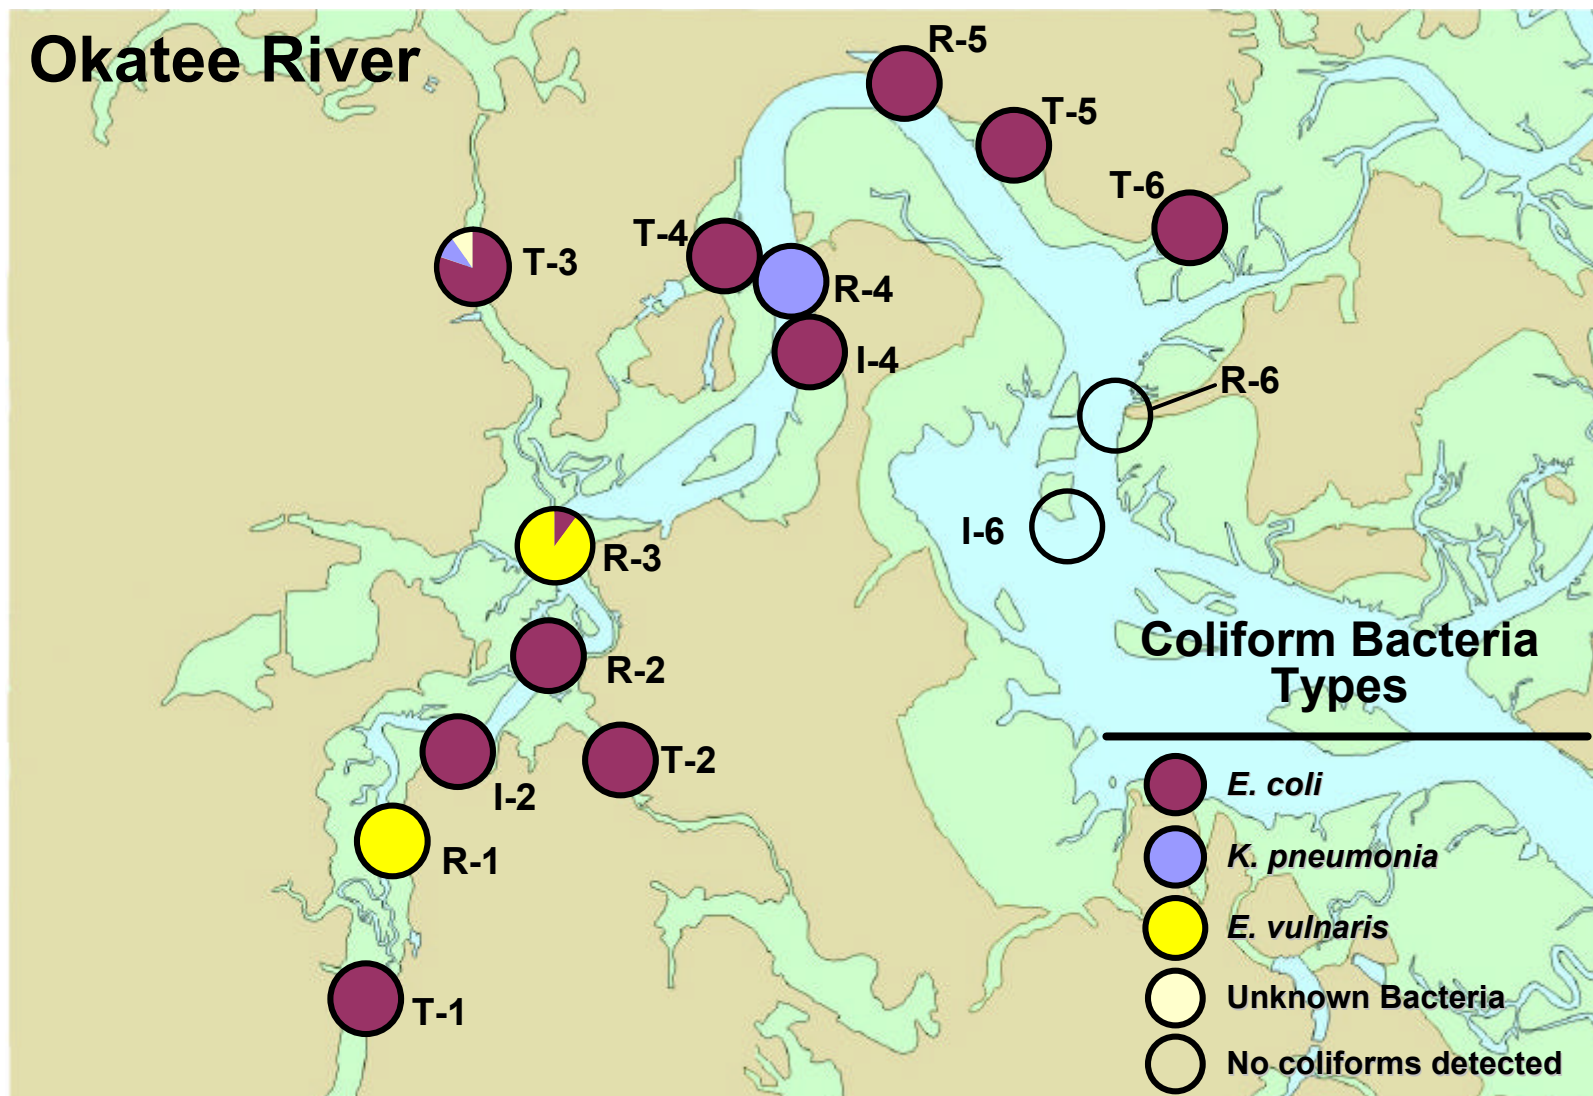 Okatee River
R-5
T-5
T-6
T-4
T-3
R-4
I-4
R-6
I-6
R-3
R-2
T-2
I-2
R-1
T-1
Coliform Bacteria
Types
E. coli
K. pneumonia
E. vulnaris
Unknown Bacteria
No coliforms detected